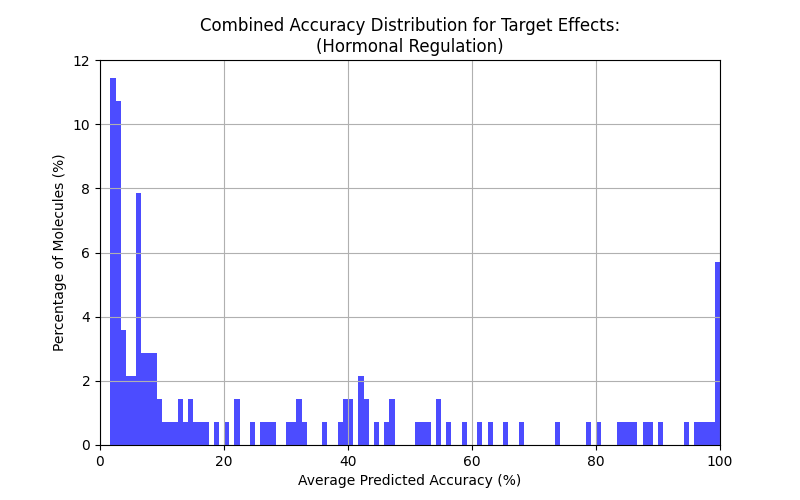 Combined Accuracy Distribution for Target Effects:
(Hormonal Regulation)
12
10
8
6
4
2
0
Percentage of Molecules (%)
0 20 40 60 80 100
Average Predicted Accuracy (%)